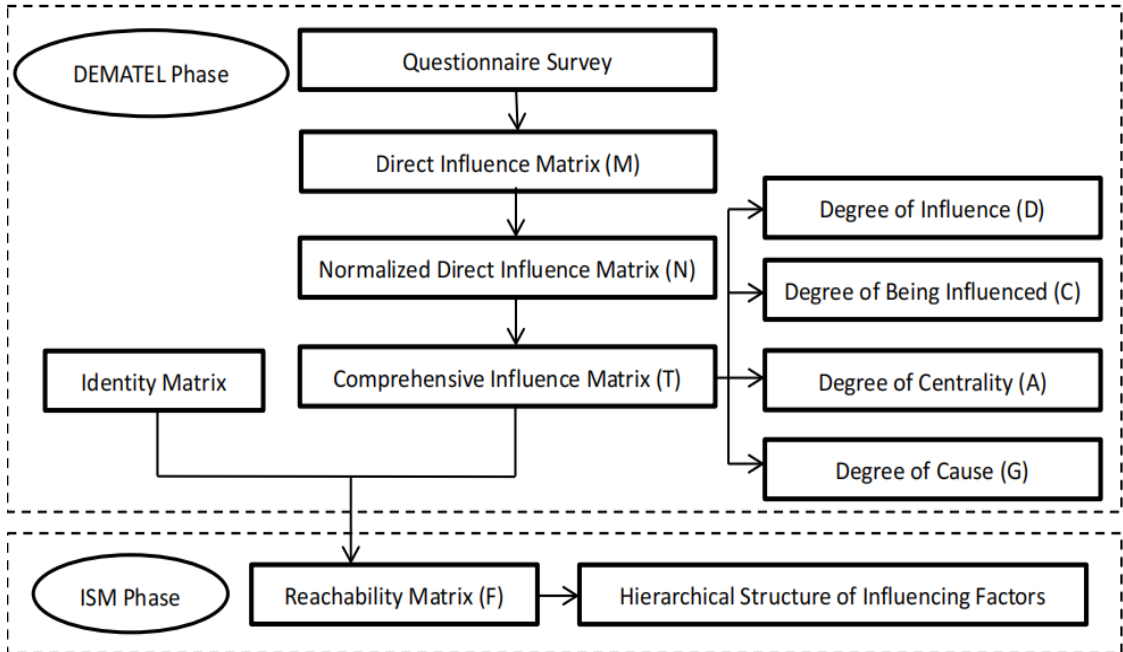 DEMATEL Phase
Questionnaire Survey
Direct Influence Matrix (M)
Normalized Direct Influence Matrix (N)
Identity Matrix
Comprehensive Influence Matrix (T)
Degree of Influence (D)
Degree of Being Influenced (C)
Degree of Centrality (A)
Degree of Cause (G)
ISM Phase
Reachability Matrix (F)
Hierarchical Structure of Influencing Factors